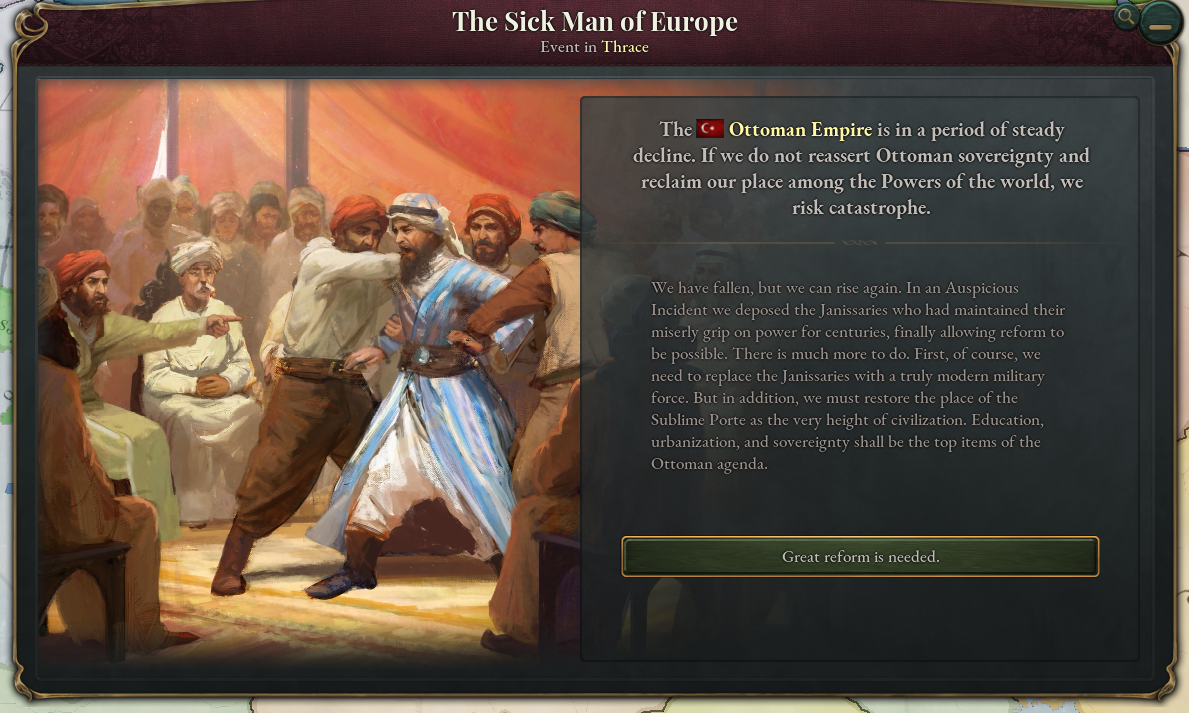 The Sick Man of Europe
Event in Thrace
The Ottoman Empire is in a period of steady
decline. If we do not reassert Ottoman sovereignty and
reclaim our place among the Powers of the world, we
risk catastrophe.
We have fallen, but we can rise again. In an Auspicious
Incident we deposed the Janissaries who had maintained their
miserly grip on power for centuries, finally allowing reform to
be possible. There is much more to do. First, of course, we
need to replace the Janissaries with a truly modern military
force. But in addition, we must restore the place of the
Sublime Porte as the very height of civilization. Education,
urbanization, and sovereignty shall be the top items of the
Ottoman agenda.
Great reform is needed.